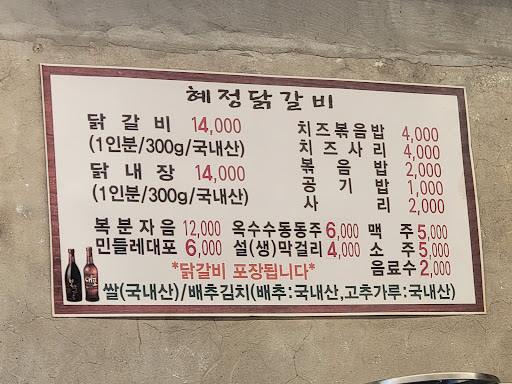 혜정닭갈비
닭 갈 비 14,000
(1인분/300g/국내산)
닭 내 장 14,000
(1인분/300g/국내산)
치즈볶음밥 4,000
치 즈 사 리 4,000
볶 음 밥 2,000
공 기 밥 1,000
사 리 2,000
복 분 자 음 12,000 옥수수동동주 6,000 맥 주 5,000
민들레대포 6,000 설(생)막걸리 4,000 소 주 5,000
*닭갈비 포장됩니다* 음료수 2,000
쌀(국내산)/배추김치(배추:국내산,고추가루:국내산)